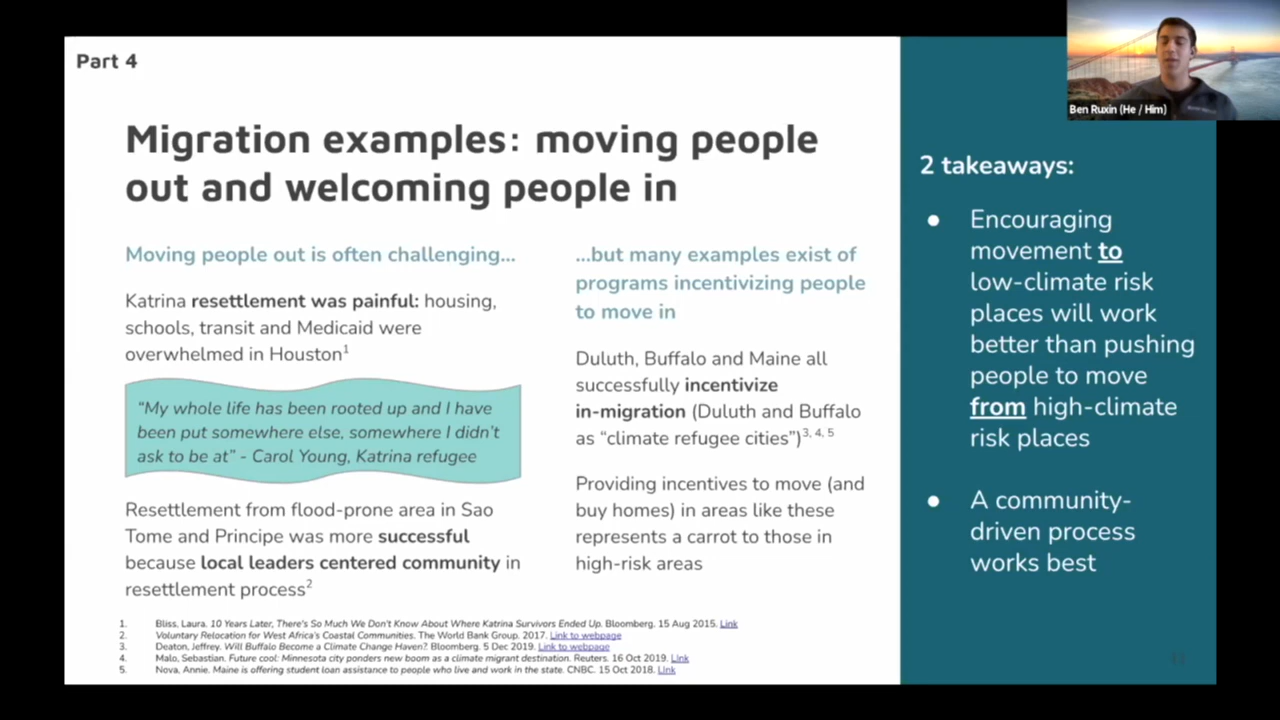 Part 4
Ben Ruxin (He / Him)
Migration examples: moving people
out and welcoming people in
Moving people out is often challenging...
Katrina resettlement was painful: housing,
schools, transit and Medicaid were
overwhelmed in Houston1
“My whole life has been rooted up and I have
been put somewhere else, somewhere I didn’t
ask to be at” - Carol Young, Katrina refugee
Resettlement from flood-prone area in Sao
Tome and Principe was more successful
because local leaders centered community in
resettlement process2
...but many examples exist of
programs incentivizing people
to move in
Duluth, Buffalo and Maine all
successfully incentivize
in-migration (Duluth and Buffalo
as “climate refugee cities”)3, 4, 5
Providing incentives to move (and
buy homes) in areas like these
represents a carrot to those in
high-risk areas
2 takeaways:
● Encouraging
movement to
low-climate risk
places will work
better than pushing
people to move
from high-climate
risk places
● A community-
driven process
works best
1. Bliss, Laura. 10 Years Later, There's So Much We Don't Know About Where Katrina Survivors Ended Up. Bloomberg. 15 Aug 2015. Link
2. Voluntary Relocation for West Africa's Coastal Communities. The World Bank Group. 2017. Link to webpage
3. Deaton, Jeffrey. Will Buffalo Become a Climate Change Haven?. Bloomberg. 5 Dec 2019. Link to webpage
4. Malo, Sebastian. Future cool: Minnesota city ponders new boom as a climate migrant destination. Reuters. 16 Oct 2019. Link
5. Nova, Annie. Maine is offering student loan assistance to people who live and work in the state. CNBC. 15 Oct 2018. Link